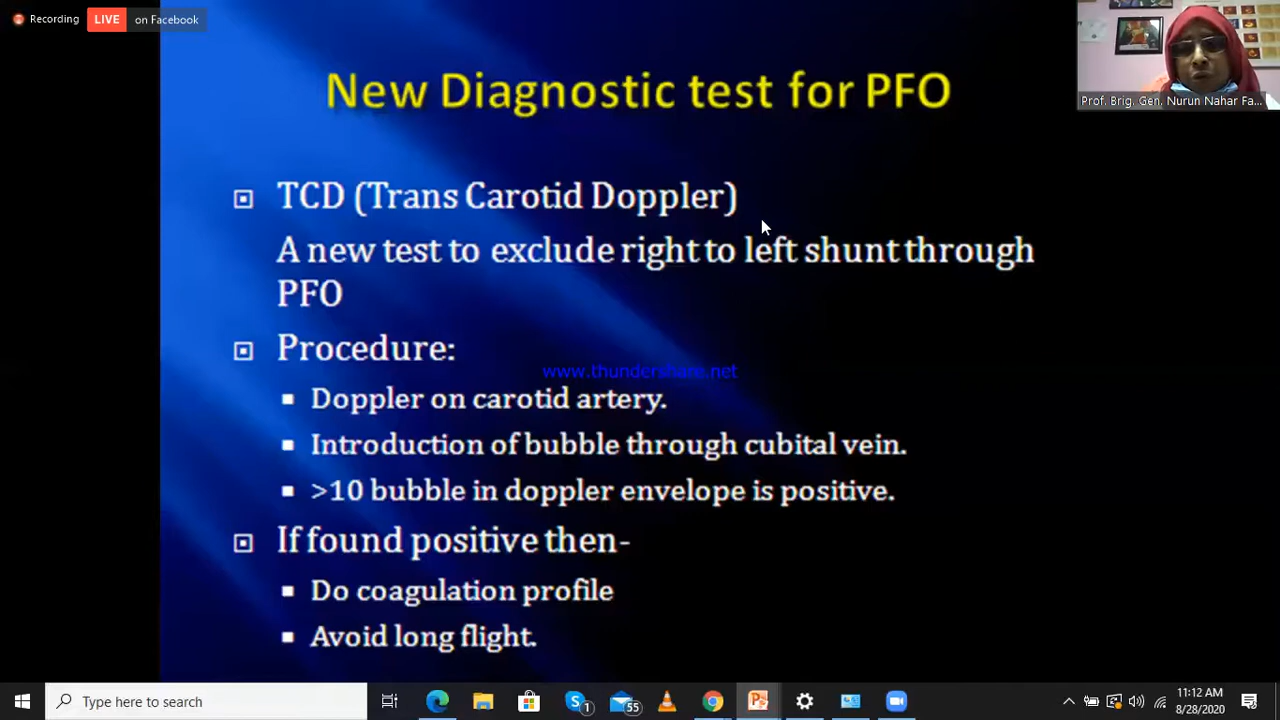 Recording
LIVE on Facebook
New Diagnostic test for PFO
Prof. Brig. Gen. Nurun Nahar Fa...
TCD (Trans Carotid Doppler)
A new test to exclude right to left shunt through
PFO
Procedure:
www.thundershare.net
Doppler on carotid artery.
Introduction of bubble through cubital vein.
>10 bubble in doppler envelope is positive.
If found positive then-
Do coagulation profile
Avoid long flight.
Type here to search
1
55
11:12 AM
8/28/2020